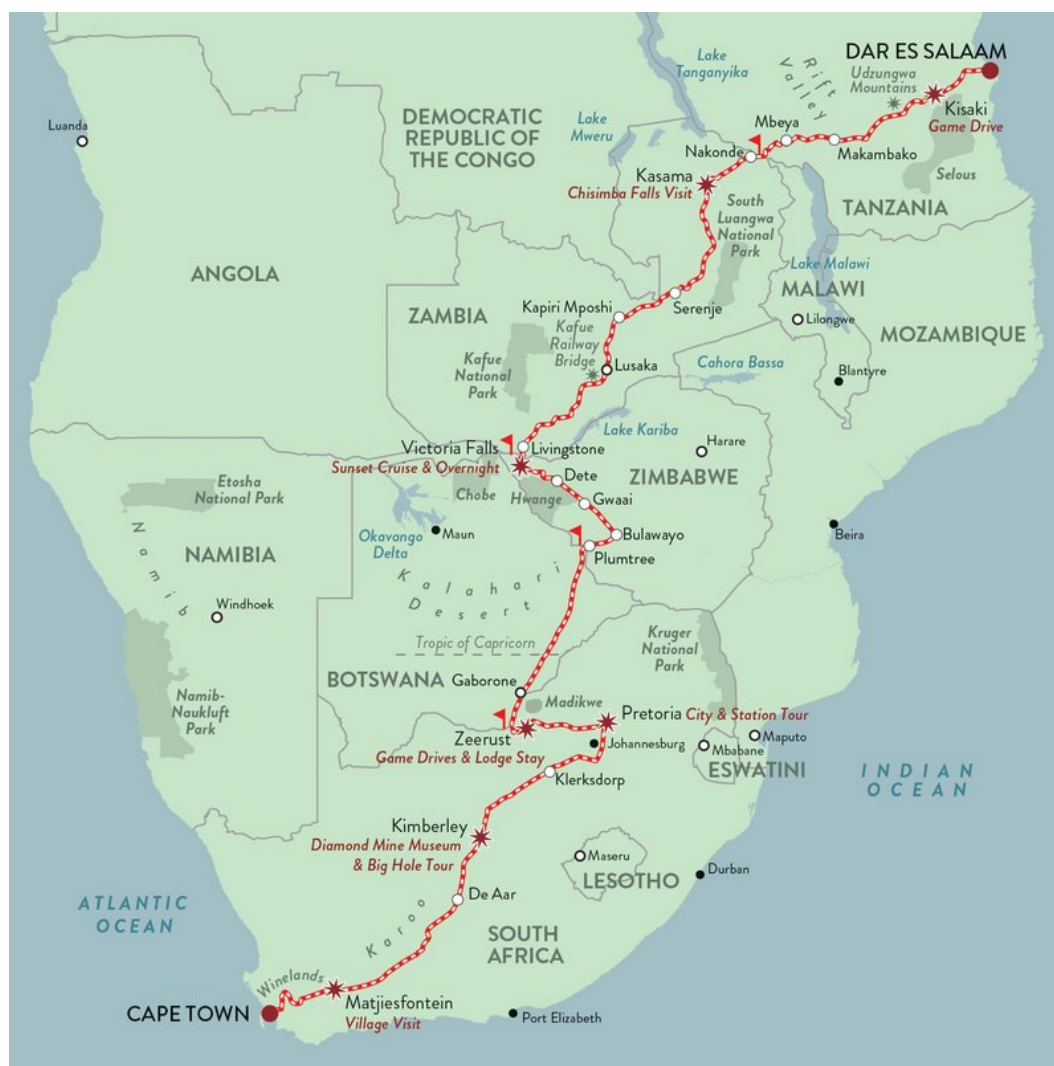 DAR ES SALAAM
Lake
Tanganyika
Rift
Valley
Udzungwa
Mountains
Kisaki
Game Drive
Luanda
DEMOCRATIC
REPUBLIC OF
THE CONGO
Lake
Mweru
Mbeya
Nakonde
Makambako
Selous
Kasama
Chisimba Falls Visit
South
Luangwa
National
Park
TANZANIA
ANGOLA
Lake Malawi
MALAWI
Lilongwe
ZAMBIA
Kapiri Mposhi
Serenje
MOZAMBIQUE
Kafue
Railway
Bridge
Kafue
National
Park
Lusaka
Cahora Bassa
Blantyre
Lake Kariba
Victoria Falls
Livingstone
Sunset Cruise & Overnight
Harare
Dete
ZIMBABWE
Chobe
Hwange
Gwaai
Etosha
National Park
Okavango
Delta
Maun
Bulawayo
Beira
Plumtree
Namib
NAMIBIA
Kalahari
Desert
Windhoek
Tropic of Capricorn
Kruger
National
Park
BOTSWANA
Gaborone
Namib-
Naukluft
Park
Madikwe
Pretoria City & Station Tour
Zeerust
Johannesburg
Maputo
Mbabane
Game Drives & Lodge Stay
ESWATINI
Klerksdorp
INDIAN
OCEAN
Kimberley
Diamond Mine Museum
& Big Hole Tour
Maseru
LESOTHO
Durban
De Aar
ATLANTIC
OCEAN
Karoo
SOUTH
AFRICA
Winelands
CAPE TOWN
Matjiesfontein
Village Visit
Port Elizabeth